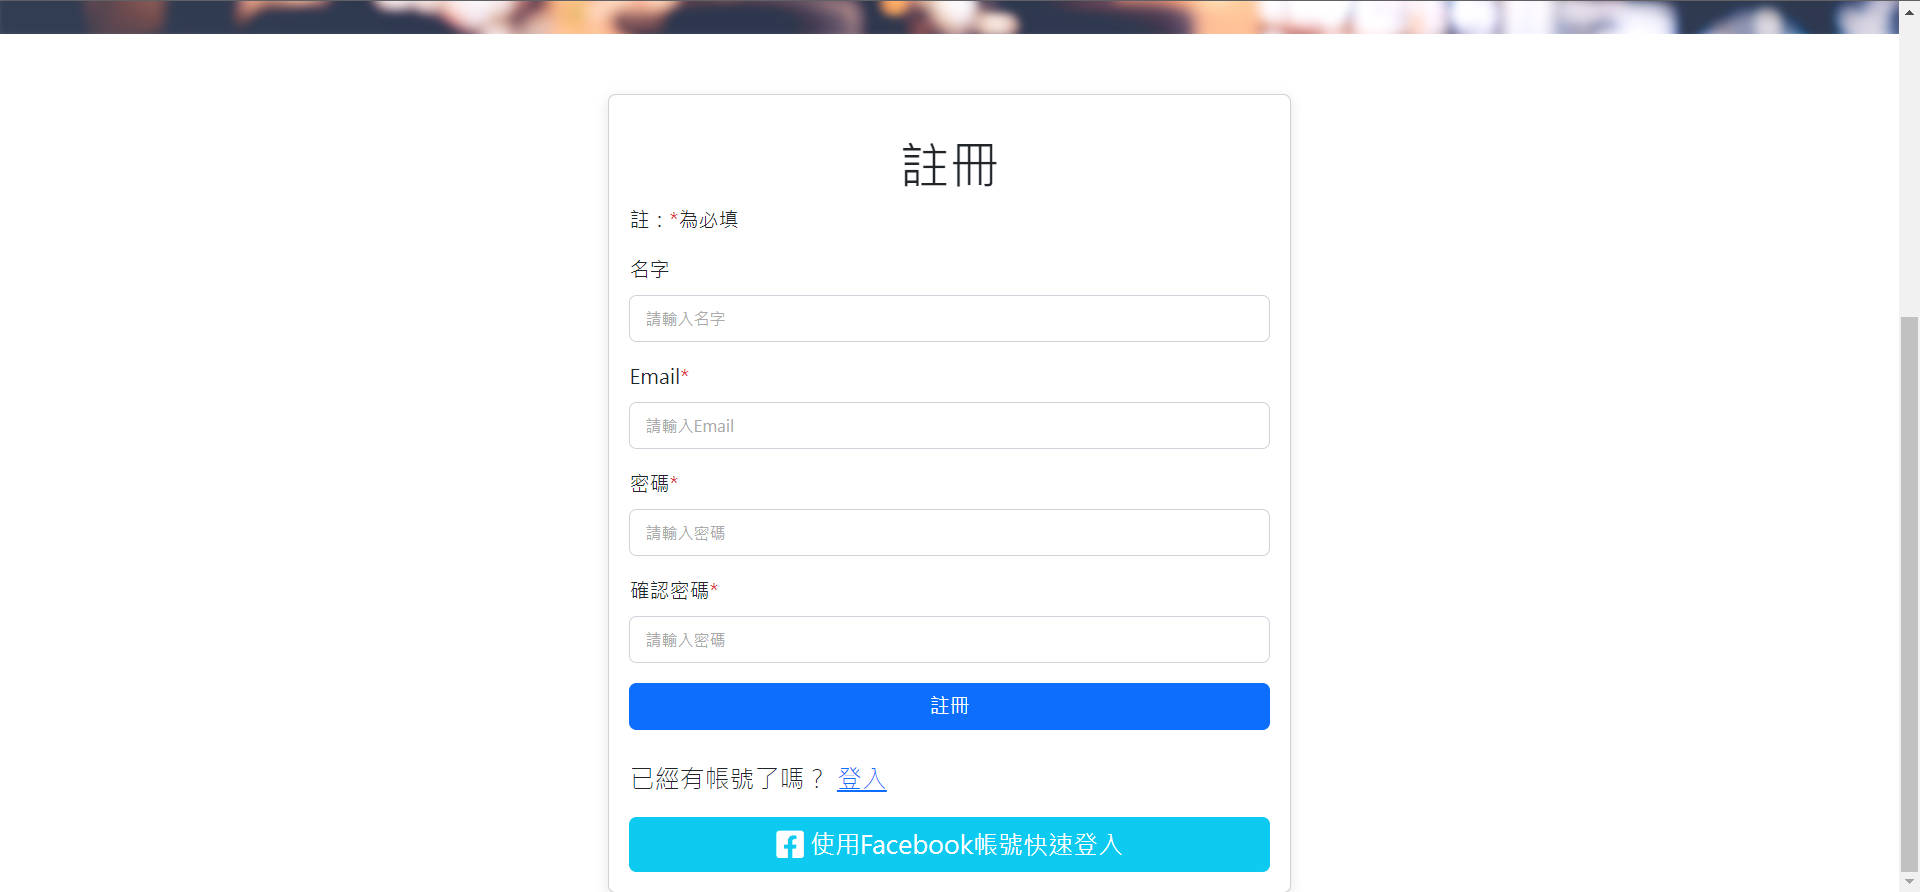 註冊
註：*為必填
名字
請輸入名字
Email*
請輸入Email
密碼*
請輸入密碼
確認密碼*
請輸入密碼
註冊
已經有帳號了嗎？ 登入
使用Facebook帳號快速登入